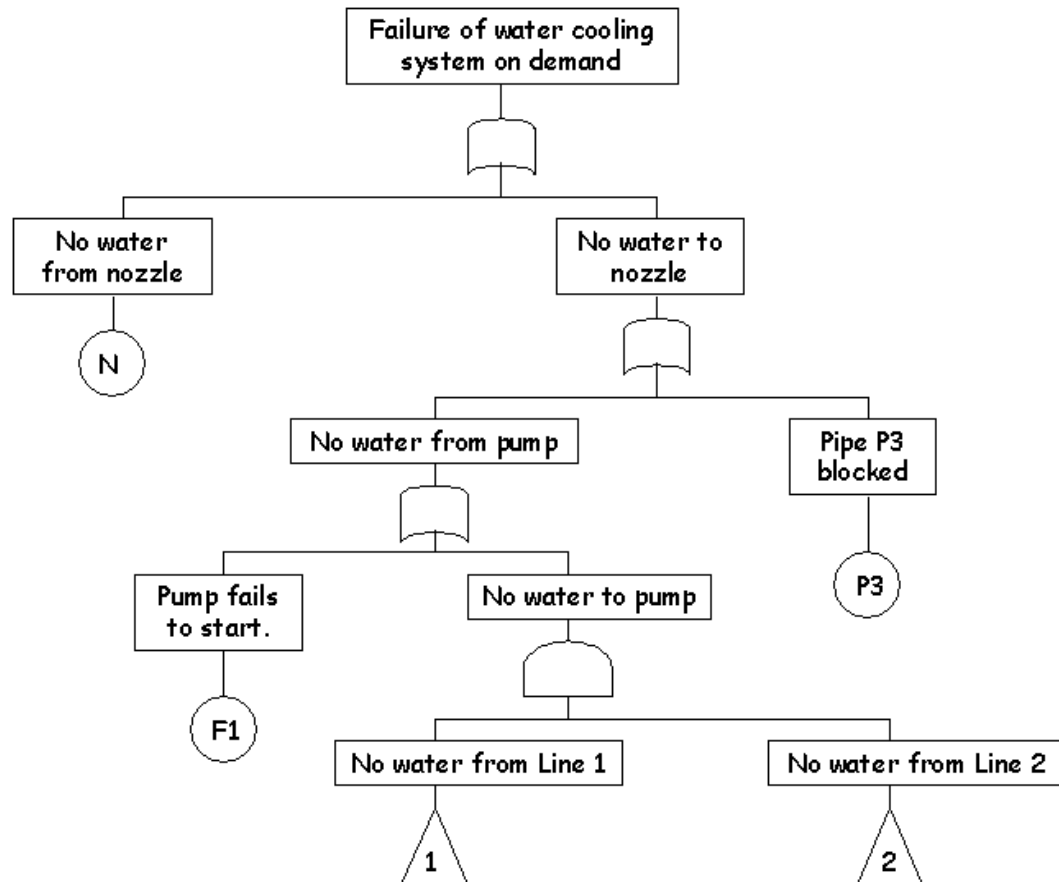 Failure of water cooling
system on demand
No water
from nozzle
No water to
nozzle
N
No water from pump
Pipe P3
blocked
Pump fails
to start.
No water to pump
P3
F1
No water from Line 1
No water from Line 2
1
2